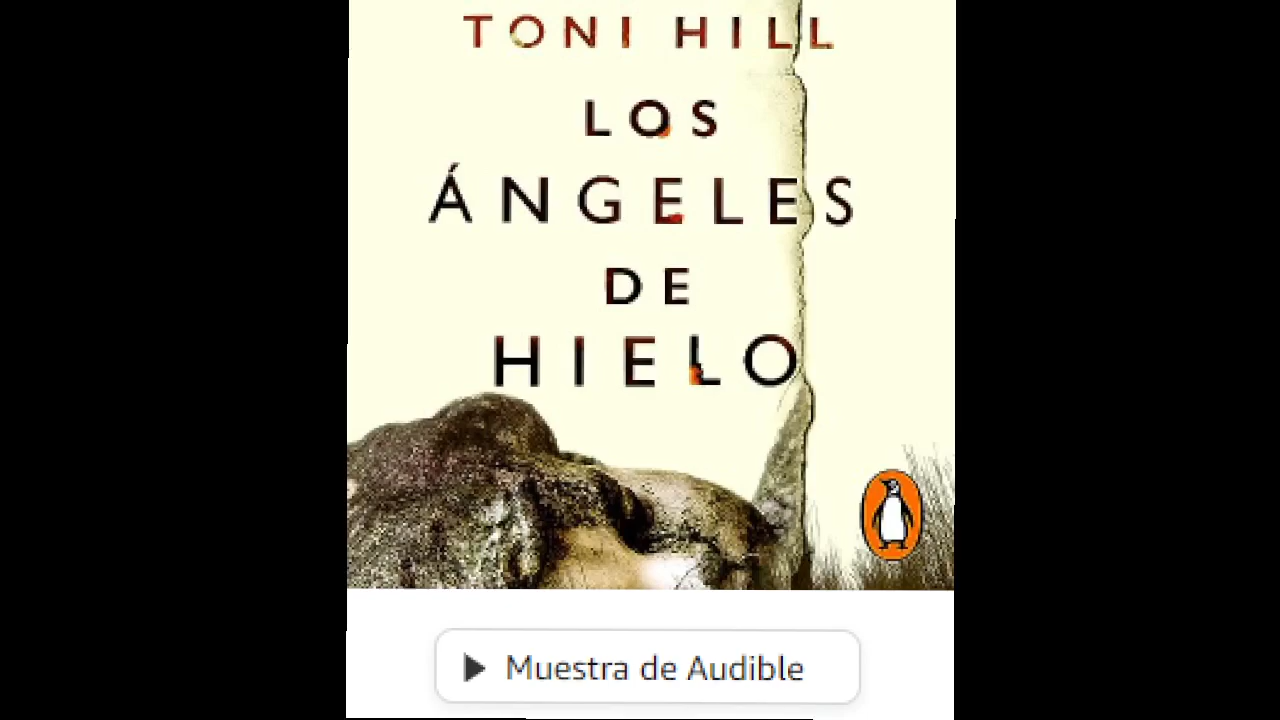 TONI HILL
LOS
ÁNGELES
DE
HIELO
Muestra de Audible